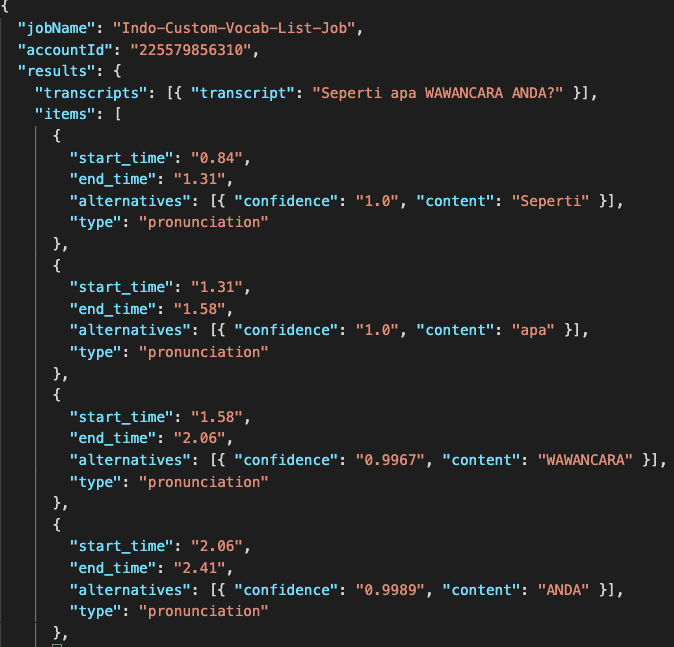 {
"jobName": "Indo-Custom-Vocab-List-Job",
"accountId": "225579856310",
"results": {
"transcripts": [{ "transcript": "Seperti apa WAWANCARA ANDA?" }],
"items": [
{
"start_time": "0.84",
"end_time": "1.31",
"alternatives": [{ "confidence": "1.0", "content": "Seperti" }],
"type": "pronunciation"
},
{
"start_time": "1.31",
"end_time": "1.58",
"alternatives": [{ "confidence": "1.0", "content": "apa" }],
"type": "pronunciation"
},
{
"start_time": "1.58",
"end_time": "2.06",
"alternatives": [{ "confidence": "0.9967", "content": "WAWANCARA" }],
"type": "pronunciation"
},
{
"start_time": "2.06",
"end_time": "2.41",
"alternatives": [{ "confidence": "0.9989", "content": "ANDA" }],
"type": "pronunciation"
},